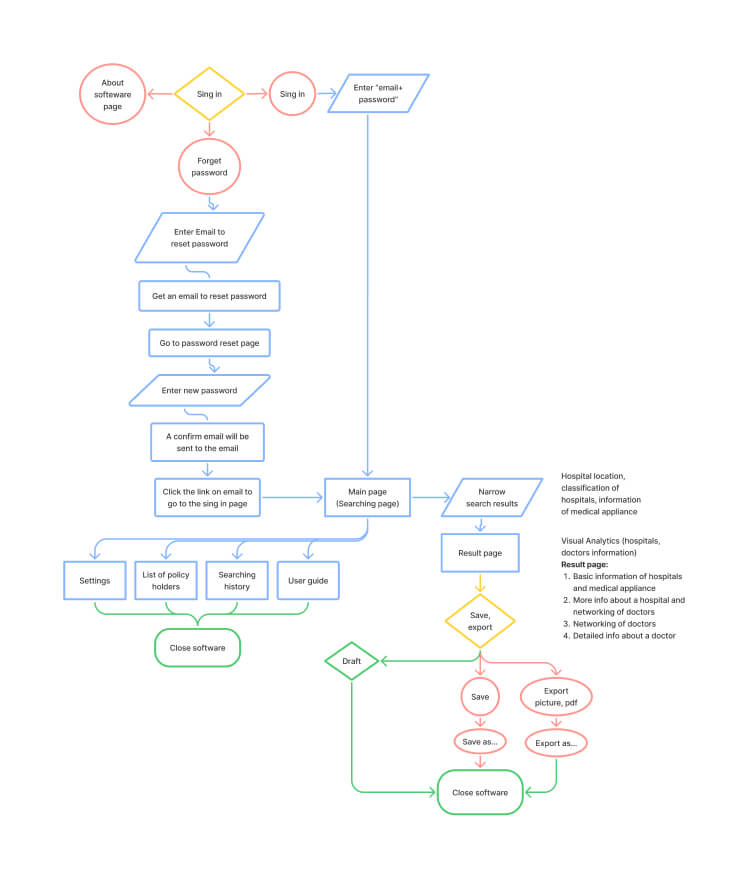 About
softeware
page
Sing in
Sing in
Enter “email+
password”
Forget
password
Enter Email to
reset password
Get an email to reset password
Go to password reset page
Enter new password
A confirm email will be
sent to the email
Click the link on email to
go to the sing in page
Main page
(Searching page)
Narrow
search results
Hospital location,
classification of
hospitals, information
of medical appliance
Result page
Visual Analytics (hospitals,
doctors information)
Result page:
1. Basic information of hospitals
and medical appliance
2. More info about a hospital and
networking of doctors
3. Networking of doctors
4. Detailed info about a doctor
Settings
List of policy
holders
Searching
history
User guide
Save,
export
Close software
Draft
Save
Export
picture, pdf
Save as...
Export as...
Close software